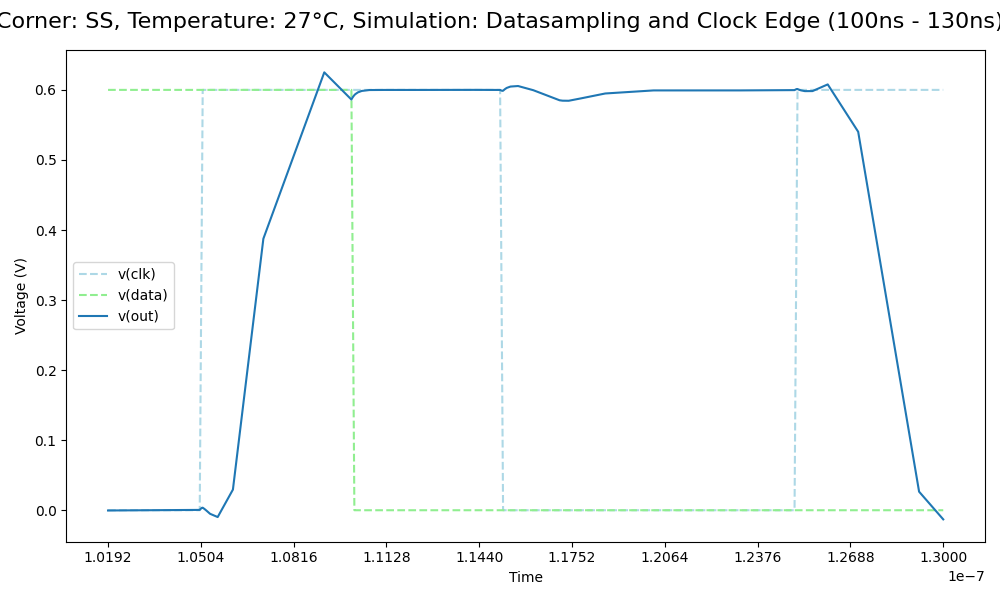 Corner: SS, Temperature: 27°C, Simulation: Datasampling and Clock Edge (100ns - 130ns)
0.6
0.5
0.4
0.3
0.2
0.1
0.0
Voltage (V)
v(clk)
v(data)
v(out)
1.0192 1.0504 1.0816 1.1128 1.1440 1.1752 1.2064 1.2376 1.2688 1.3000
Time
1e−7